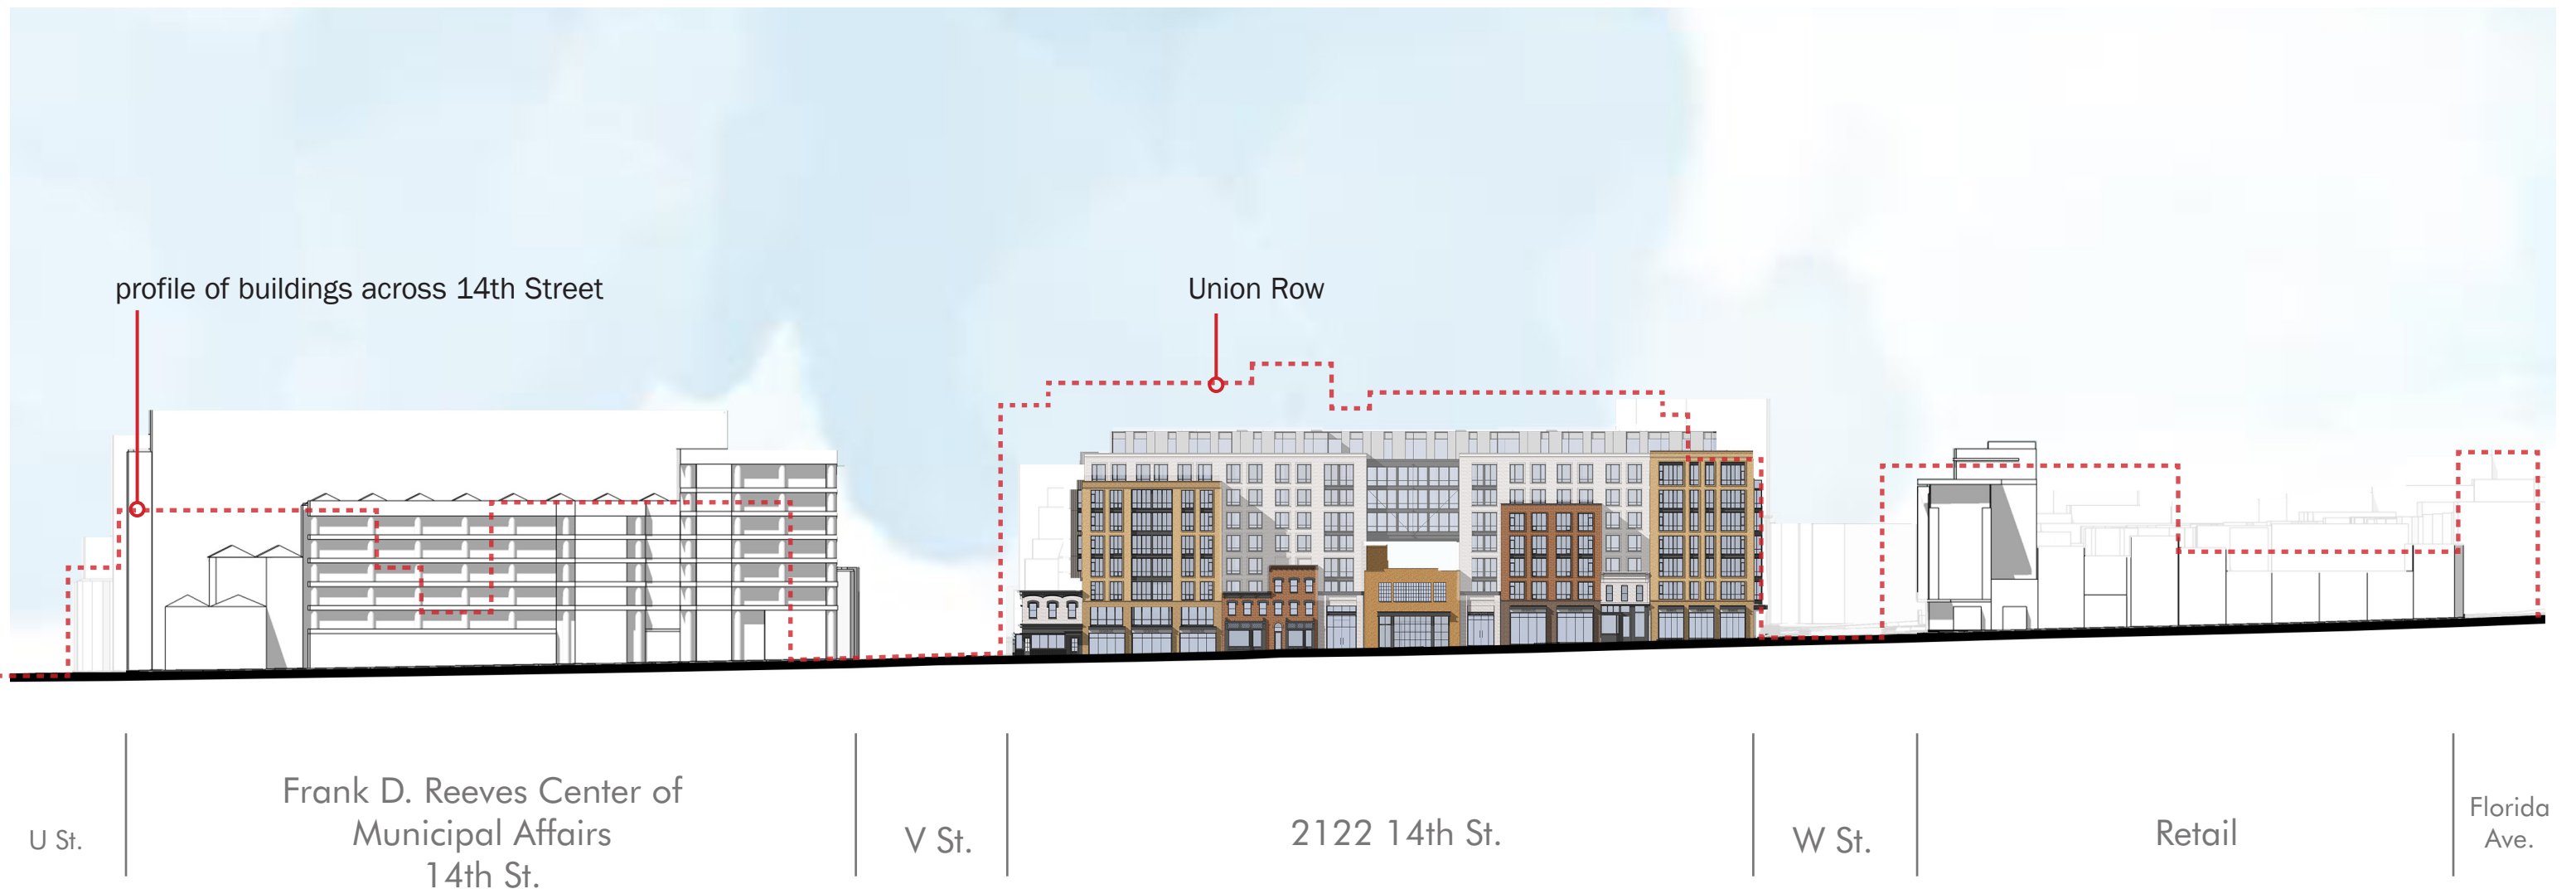 profile of buildings across 14th Street
Union Row
U St.
Frank D. Reeves Center of
Municipal Affairs
14th St.
V St.
2122 14th St.
W St.
Retail
Florida
Ave.